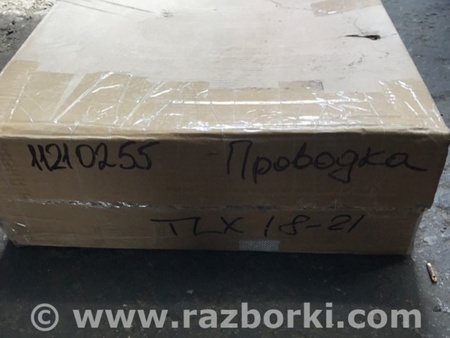 11210255 Проводка
TLX 18-21
© www.razborki.com